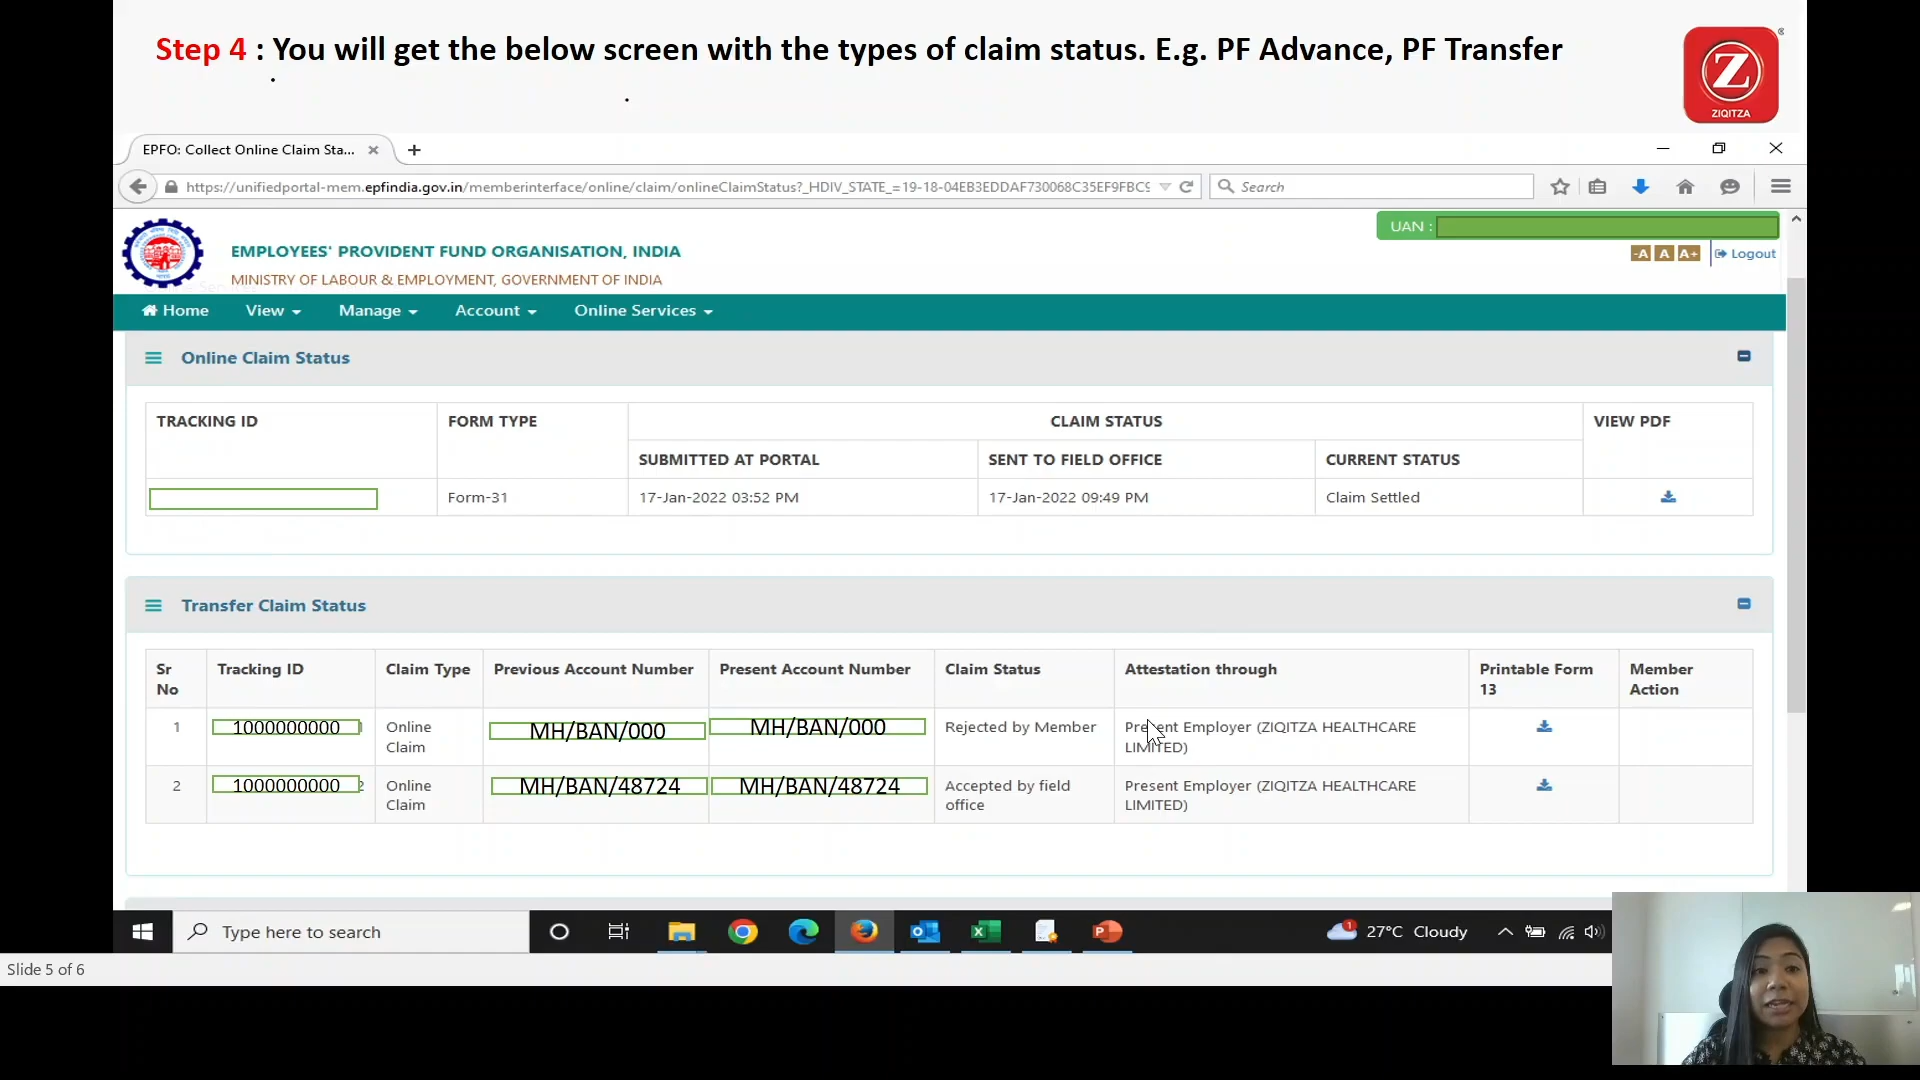 Step 4 : You will get the below screen with the types of claim status. E.g. PF Advance, PF Transfer
ZIQITZA
EPFO: Collect Online Claim Sta...
https://unifiedportal-mem.epfindia.gov.in/memberinterface/online/claim/onlineClaimStatus?_HDIV_STATE_=19-18-04EB3EDDAF730068C35EF9FBC9
Search
UAN :
EMPLOYEES' PROVIDENT FUND ORGANISATION, INDIA
-A A A+ Logout
MINISTRY OF LABOUR & EMPLOYMENT, GOVERNMENT OF INDIA
Home View Manage Account Online Services
Online Claim Status
TRACKING ID FORM TYPE CLAIM STATUS VIEW PDF
SUBMITTED AT PORTAL SENT TO FIELD OFFICE CURRENT STATUS
Form-31 17-Jan-2022 03:52 PM 17-Jan-2022 09:49 PM Claim Settled
Transfer Claim Status
Sr No Tracking ID Claim Type Previous Account Number Present Account Number Claim Status Attestation through Printable Form 13 Member Action
1 1000000000 Online Claim MH/BAN/000 MH/BAN/000 Rejected by Member Present Employer (ZIQITZA HEALTHCARE LIMITED)
2 1000000000 Online Claim MH/BAN/48724 MH/BAN/48724 Accepted by field office Present Employer (ZIQITZA HEALTHCARE LIMITED)
Type here to search
1 27°C Cloudy
Slide 5 of 6